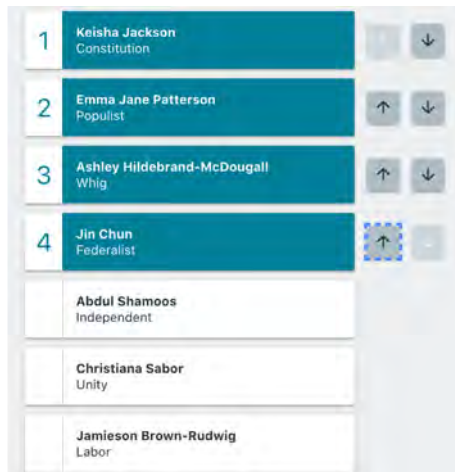 1
Keisha Jackson
Constitution
2
Emma Jane Patterson
Populist
3
Ashley Hildebrand-McDougall
Whig
4
Jin Chun
Federalist
Abdul Shamoos
Independent
Christiana Sabor
Unity
Jamieson Brown-Rudwig
Labor